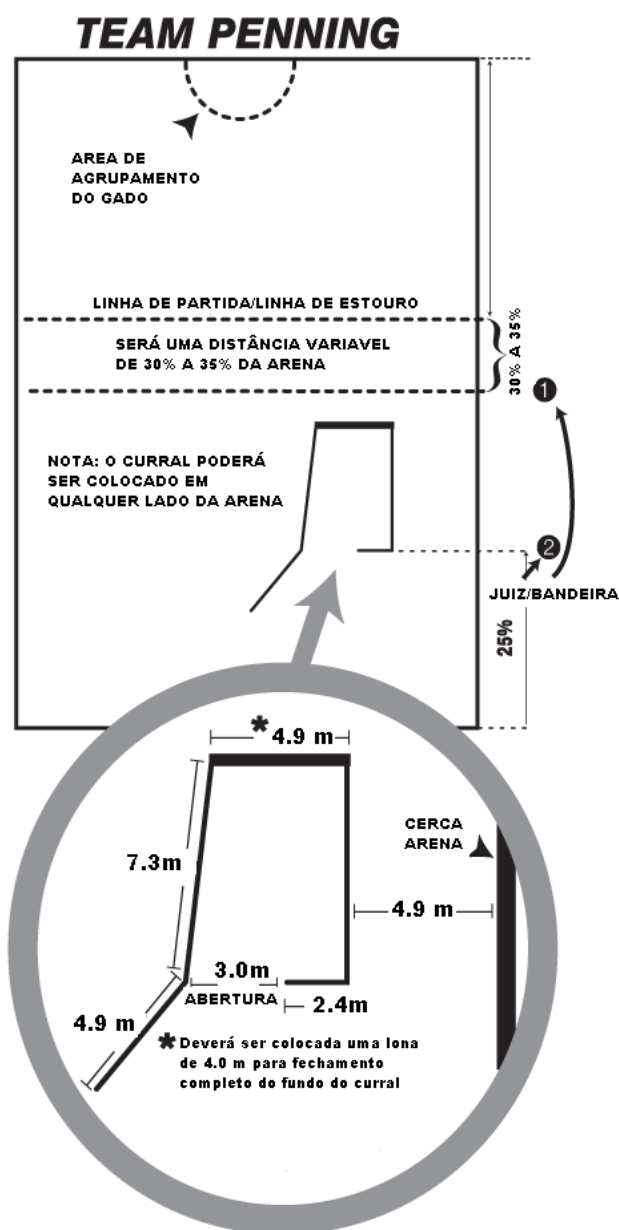 TEAM PENNING
AREA DE
AGRUPAMENTO
DO GADO
LINHA DE PARTIDA/LINHA DE ESTOURO
SERÁ UMA DISTÂNCIA VARIAVEL
DE 30% A 35% DA ARENA
30% A 35%
1
NOTA: O CURRAL PODERÁ
SER COLOCADO EM
QUALQUER LADO DA ARENA
2
JUIZ/BANDEIRA
25%
* 4.9 m
CERCA
ARENA
7.3m
4.9 m
3.0m
ABERTURA
2.4m
4.9 m
* Deverá ser colocada uma lona
de 4.0 m para fechamento
completo do fundo do curral